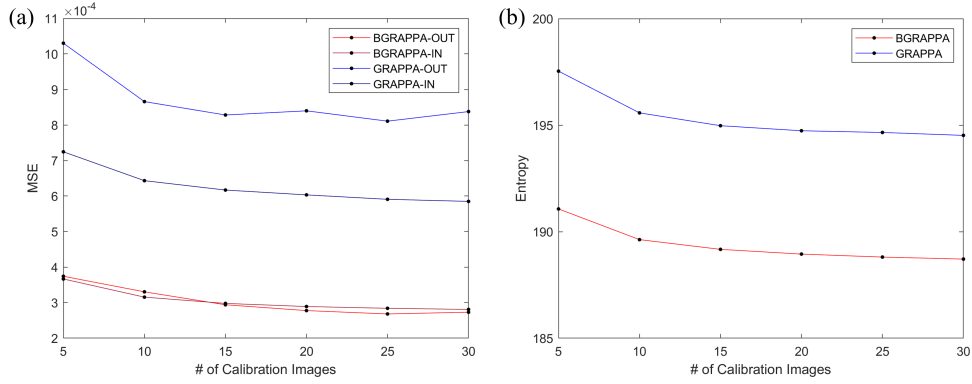 (a)
×10⁻⁴
11
10
9
8
7
6
5
4
3
2
MSE
5 10 15 20 25 30
# of Calibration Images
BGRAPPA-OUT
BGRAPPA-IN
GRAPPA-OUT
GRAPPA-IN
(b)
200
195
190
185
Entropy
5 10 15 20 25 30
# of Calibration Images
BGRAPPA
GRAPPA